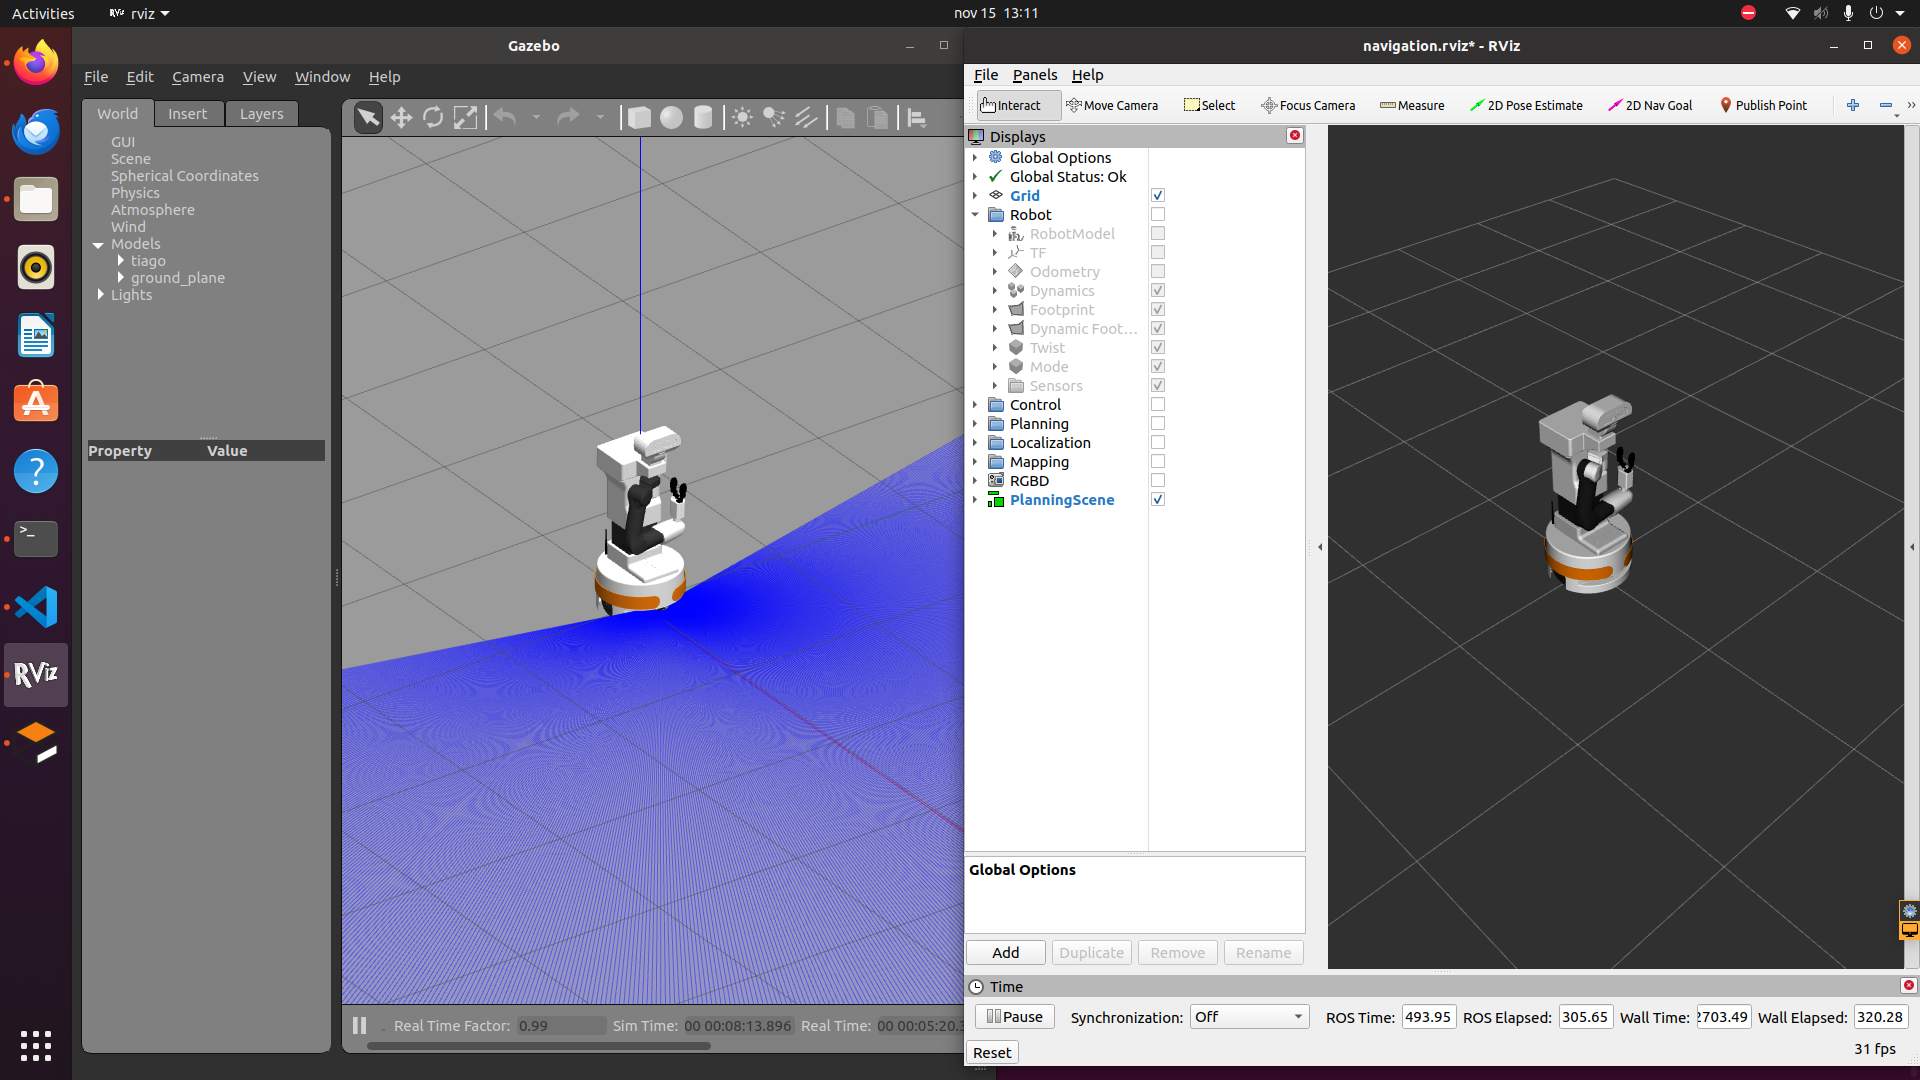 Activities
RViz
rviz
nov 15 13:11
Gazebo
File Edit Camera View Window Help
World Insert Layers
GUI
Scene
Spherical Coordinates
Physics
Atmosphere
Wind
Models
tiago
ground_plane
Lights
Property Value
Real Time Factor: 0.99 Sim Time: 00 00:08:13.896 Real Time: 00 00:05:20.3
navigation.rviz* - RViz
File Panels Help
Interact Move Camera Select Focus Camera Measure 2D Pose Estimate 2D Nav Goal Publish Point
Displays
Global Options
Global Status: Ok
Grid
Robot
RobotModel
TF
Odometry
Dynamics
Footprint
Dynamic Foot...
Twist
Mode
Sensors
Control
Planning
Localization
Mapping
RGBD
PlanningScene
Global Options
Add Duplicate Remove Rename
Time
Pause Synchronization: Off ROS Time: 493.95 ROS Elapsed: 305.65 Wall Time: 2703.49 Wall Elapsed: 320.28
Reset
31 fps
RViz